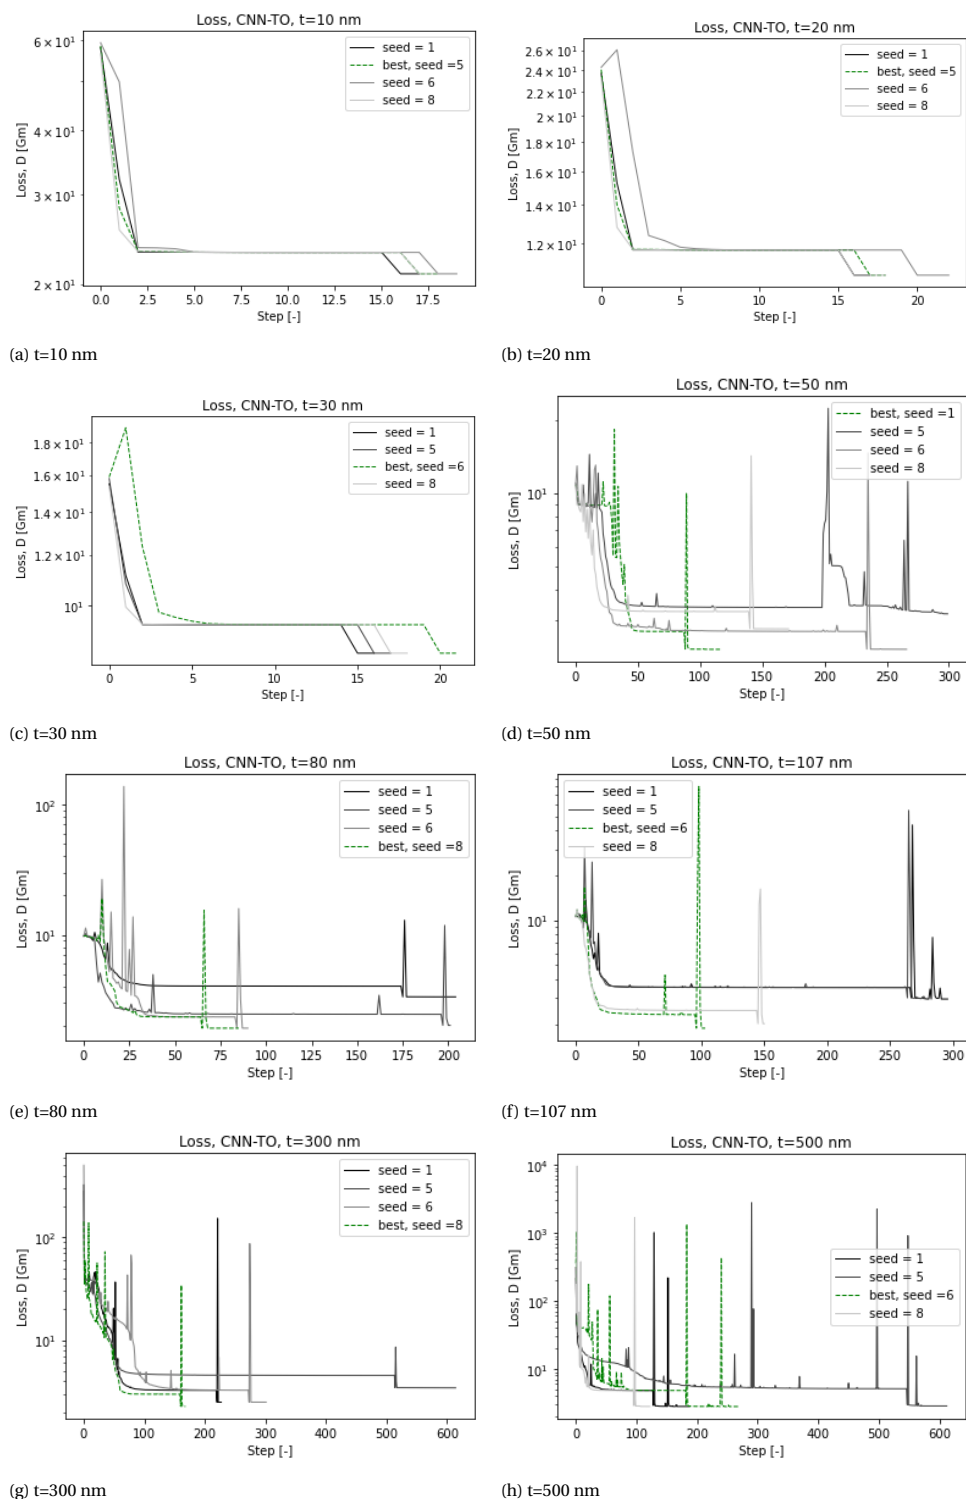 Loss, CNN-TO, t=10 nm
6 × 10¹
4 × 10¹
3 × 10¹
2 × 10¹
Loss, D [Gm]
seed = 1
best, seed =5
seed = 6
seed = 8
0.0 2.5 5.0 7.5 10.0 12.5 15.0 17.5
Step [-]
(a) t=10 nm
Loss, CNN-TO, t=20 nm
2.6 × 10¹
2.4 × 10¹
2.2 × 10¹
2 × 10¹
1.8 × 10¹
1.6 × 10¹
1.4 × 10¹
1.2 × 10¹
Loss, D [Gm]
seed = 1
best, seed =5
seed = 6
seed = 8
0 5 10 15 20
Step [-]
(b) t=20 nm
Loss, CNN-TO, t=30 nm
1.8 × 10¹
1.6 × 10¹
1.4 × 10¹
1.2 × 10¹
10¹
Loss, D [Gm]
seed = 1
seed = 5
best, seed =6
seed = 8
0 5 10 15 20
Step [-]
(c) t=30 nm
Loss, CNN-TO, t=50 nm
10¹
Loss, D [Gm]
best, seed =1
seed = 5
seed = 6
seed = 8
0 50 100 150 200 250 300
Step [-]
(d) t=50 nm
Loss, CNN-TO, t=80 nm
10²
10¹
Loss, D [Gm]
seed = 1
seed = 5
seed = 6
best, seed =8
0 25 50 75 100 125 150 175 200
Step [-]
(e) t=80 nm
Loss, CNN-TO, t=107 nm
10¹
Loss, D [Gm]
seed = 1
seed = 5
best, seed =6
seed = 8
0 50 100 150 200 250 300
Step [-]
(f) t=107 nm
Loss, CNN-TO, t=300 nm
10²
10¹
Loss, D [Gm]
seed = 1
seed = 5
seed = 6
best, seed =8
0 100 200 300 400 500 600
Step [-]
(g) t=300 nm
Loss, CNN-TO, t=500 nm
10⁴
10³
10²
10¹
Loss, D [Gm]
seed = 1
seed = 5
best, seed =6
seed = 8
0 100 200 300 400 500 600
Step [-]
(h) t=500 nm